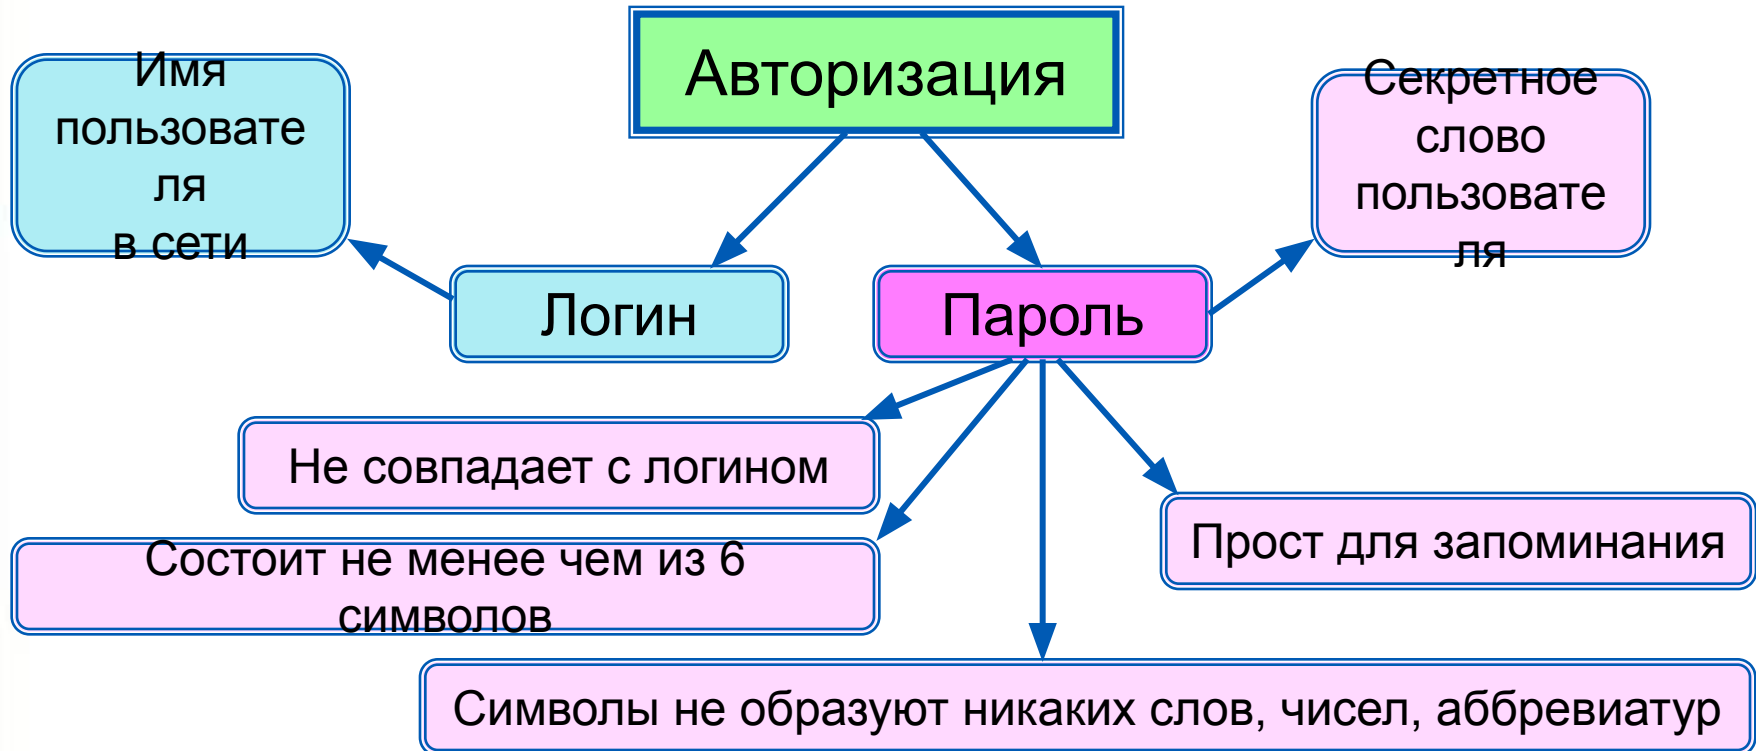 Авторизация
Имя
пользовате
ля
в сети
Секретное
слово
пользовате
ля
Логин
Пароль
Не совпадает с логином
Прост для запоминания
Состоит не менее чем из 6
символов
Символы не образуют никаких слов, чисел, аббревиатур